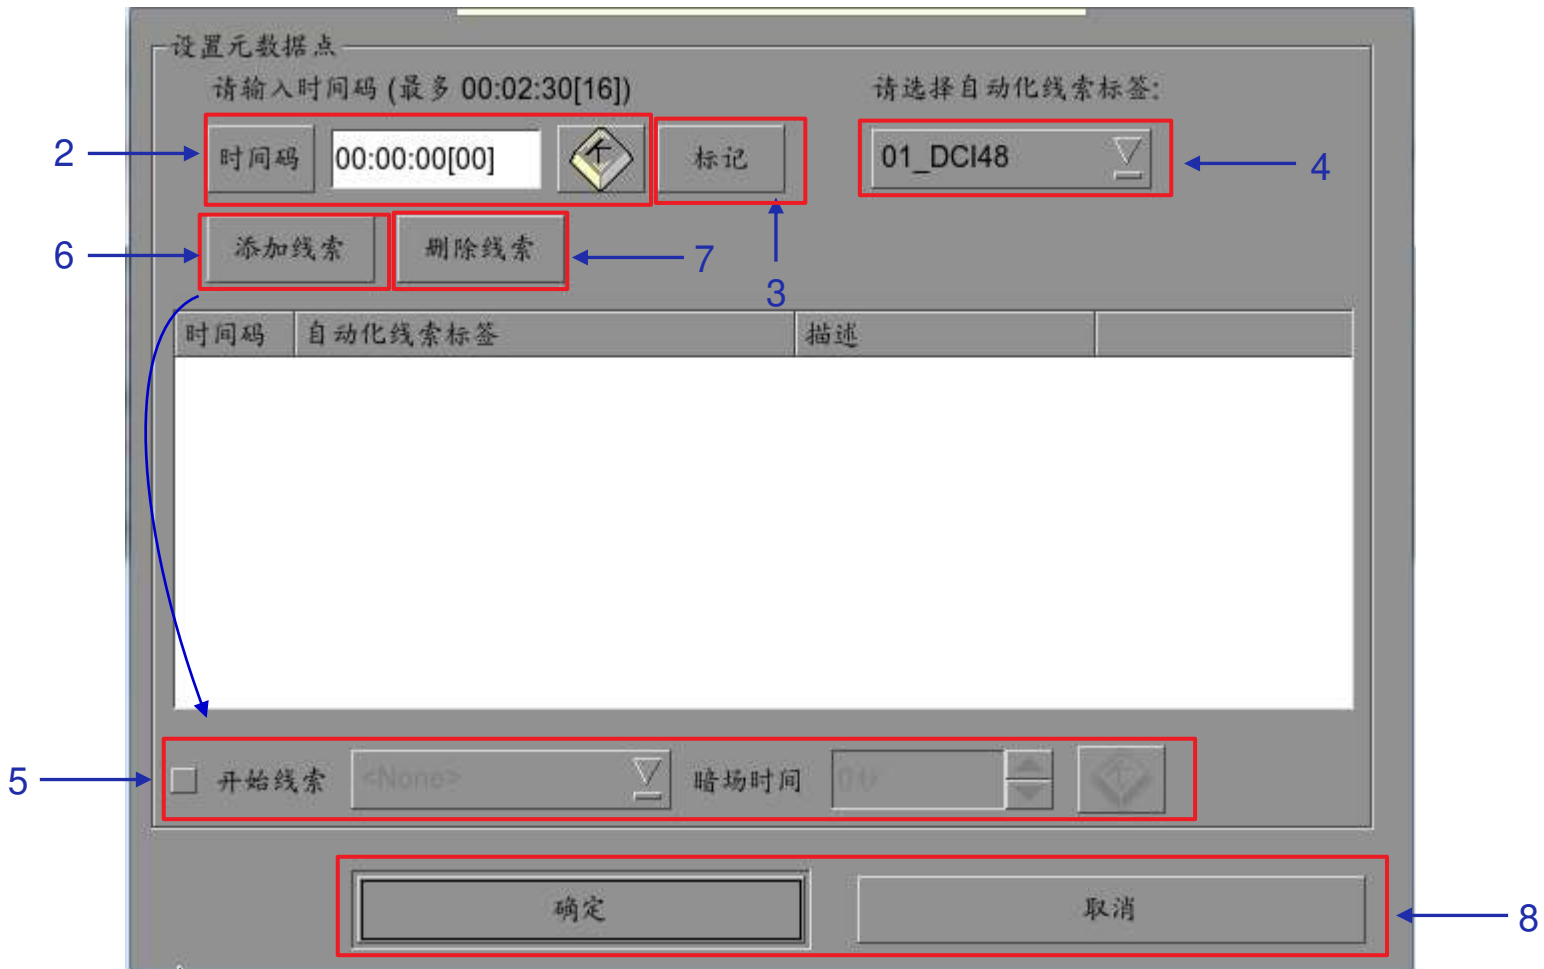 设置元数据点
请输入时间码 (最多 00:02:30[16])
请选择自动化线索标签:
2
时间码
00:00:00[00]
标记
01_DCI48
4
6
添加线索
删除线索
7
3
时间码
自动化线索标签
描述
5
开始线索
<None>
暗场时间
确定
取消
8